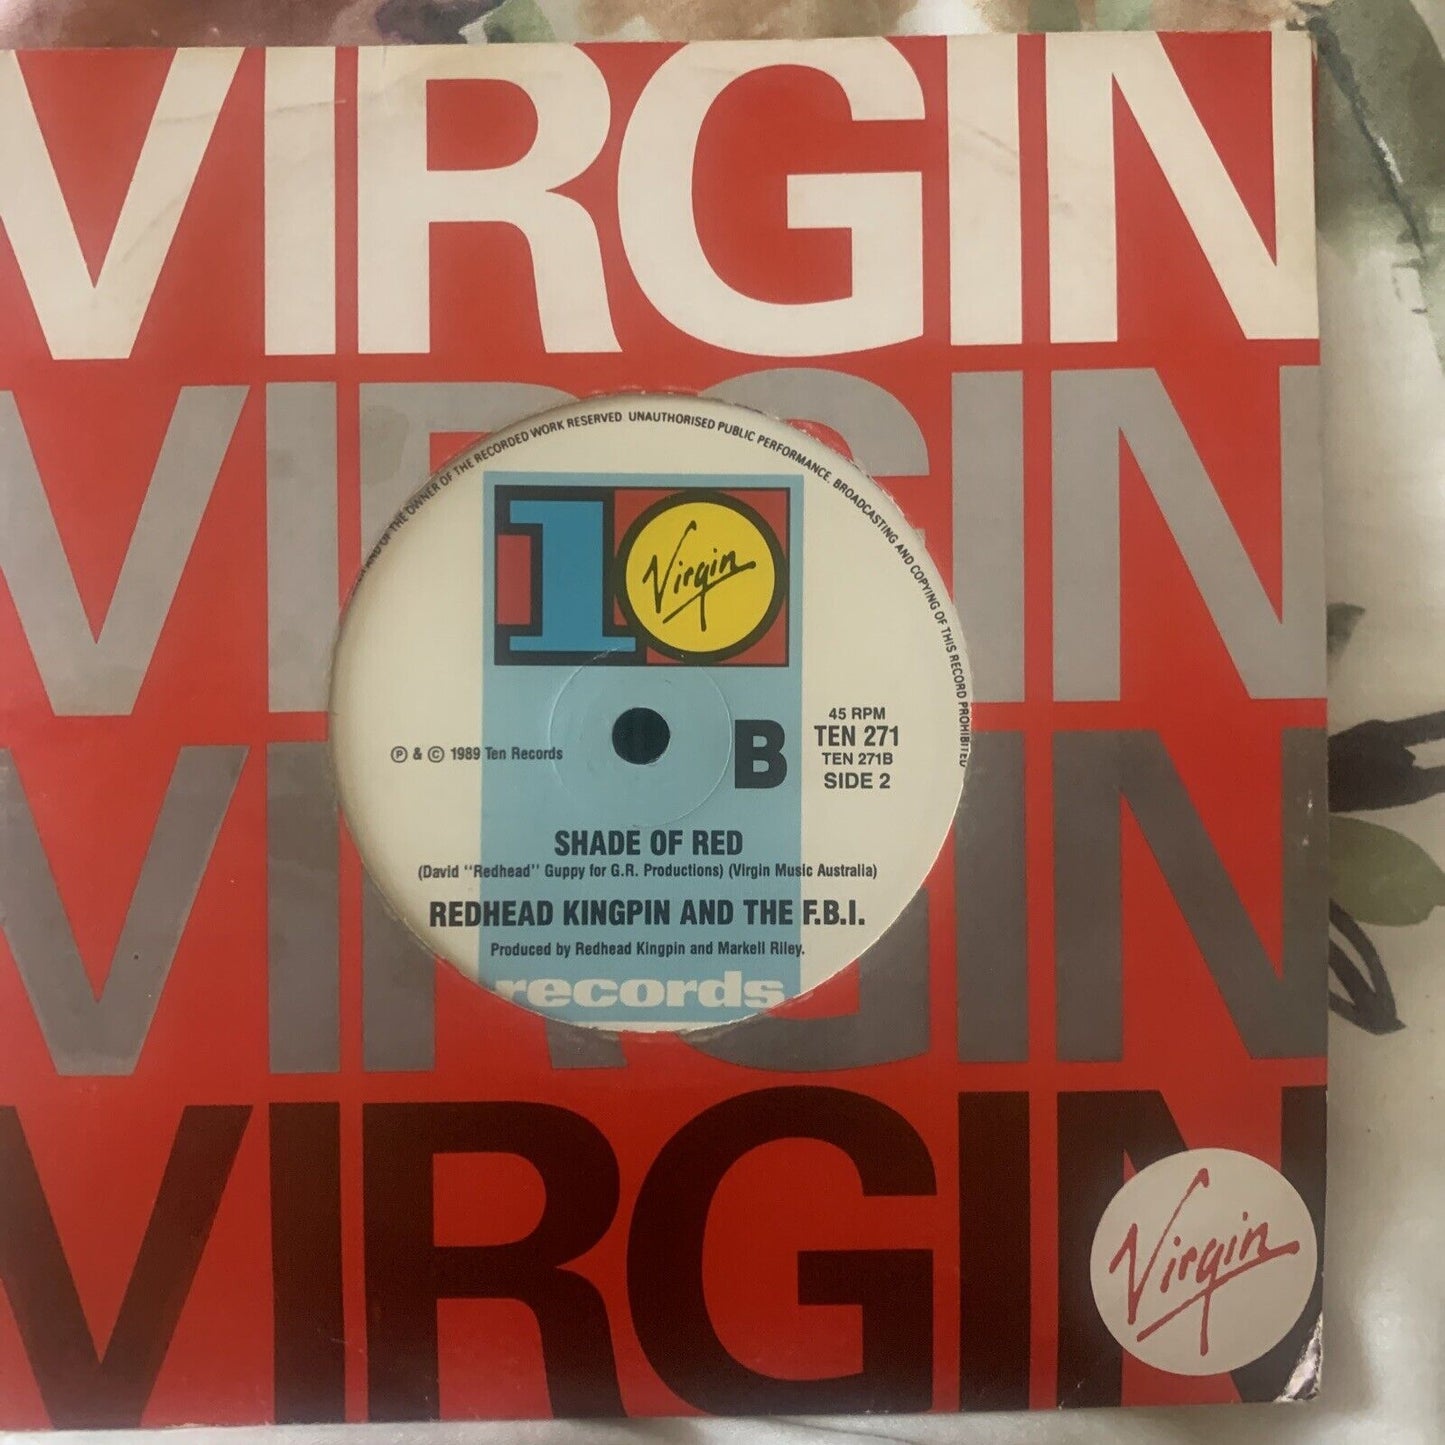 VIRGIN
VIRGIN
VIRGIN
VIRGIN
AND OF THE OWNER OF THE RECORDED WORK RESERVED. UNAUTHORISED PUBLIC PERFORMANCE. BROADCASTING AND COPYING OF THIS RECORD PROHIBITED
10
Virgin
45 RPM
TEN 271
TEN 271B
SIDE 2
B
℗ & © 1989 Ten Records
SHADE OF RED
(David "Redhead" Guppy for G.R. Productions) (Virgin Music Australia)
REDHEAD KINGPIN AND THE F.B.I.
Produced by Redhead Kingpin and Markell Riley.
records
Virgin